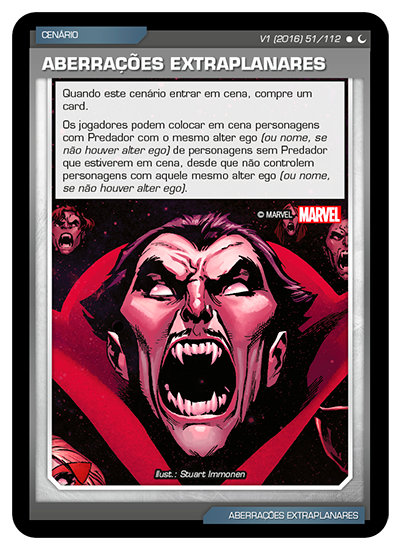 CENÁRIO
V1 (2016) 51/112
ABERRAÇÕES EXTRAPLANARES
Quando este cenário entrar em cena, compre um
card.
Os jogadores podem colocar em cena personagens
com Predador com o mesmo alter ego (ou nome, se
não houver alter ego) de personagens sem Predador
que estiverem em cena, desde que não controlem
personagens com aquele mesmo alter ego (ou nome,
se não houver alter ego).
© MARVEL MARVEL
Illust.: Stuart Immonen
ABERRAÇÕES EXTRAPLANARES